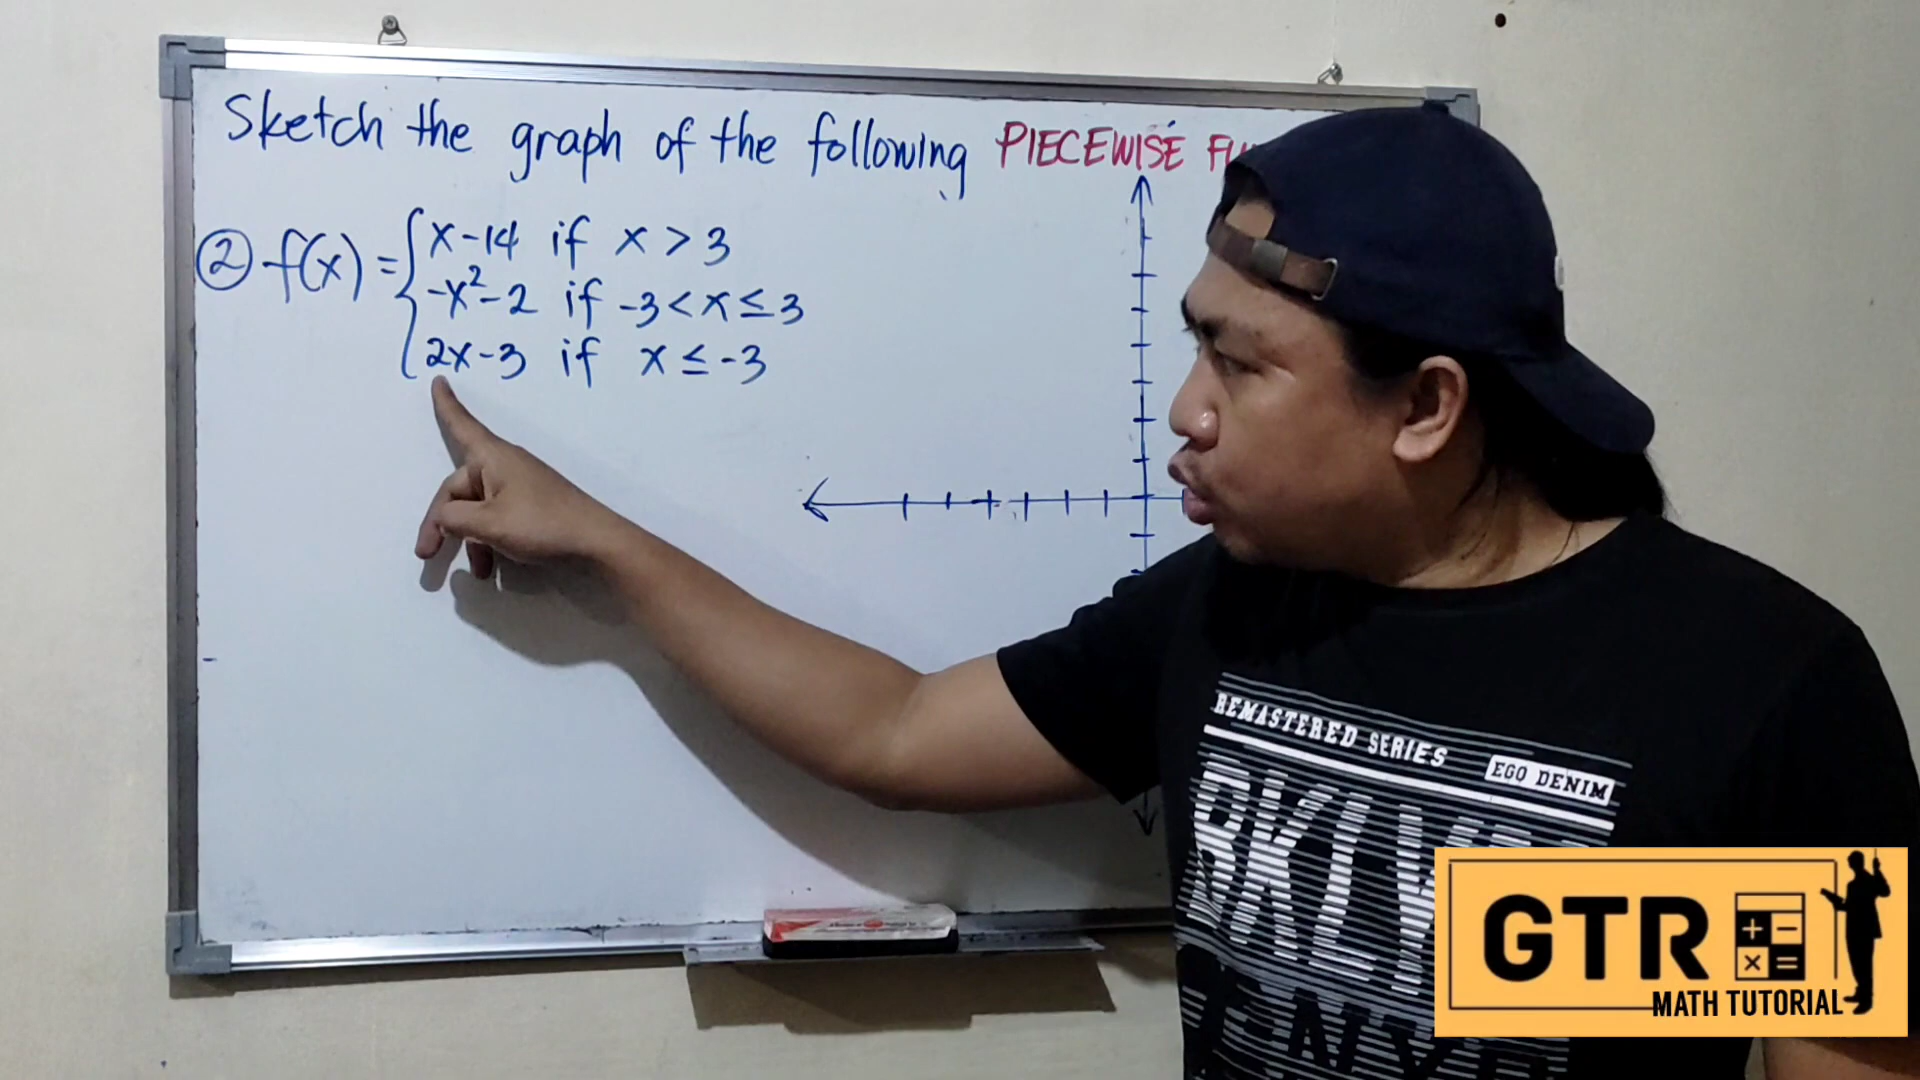 Sketch the graph of the following PIECEWISE
② f(x) = { x-14 if x > 3
-x²-2 if -3 < x ≤ 3
2x-3 if x ≤ -3
REMASTERED SERIES
EGO DENIM
GTR
MATH TUTORIAL